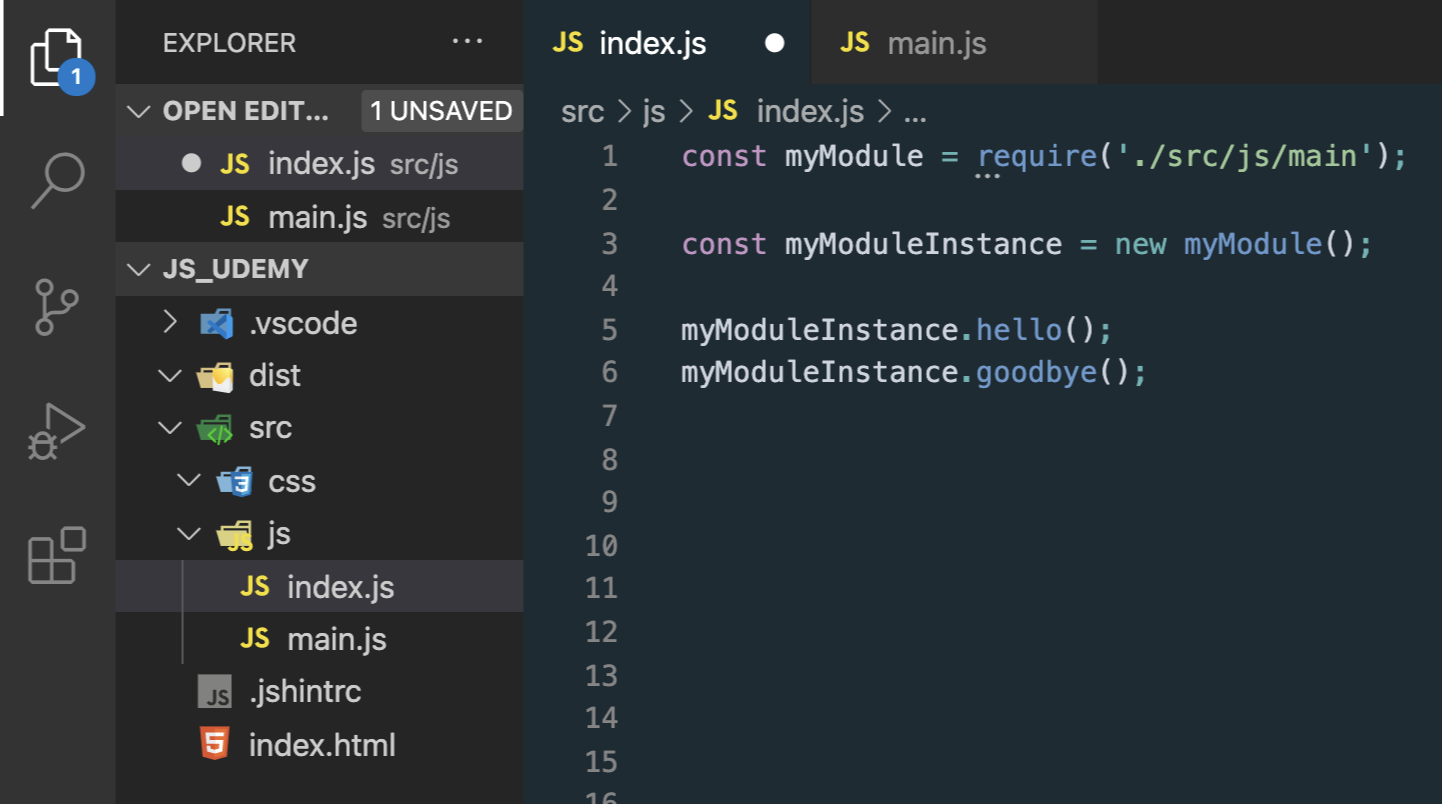 EXPLORER ...
OPEN EDIT... 1 UNSAVED
JS index.js src/js
JS main.js src/js
JS_UDEMY
.vscode
dist
src
css
js
JS index.js
JS main.js
.jshintrc
index.html
1
JS index.js JS main.js
src > js > JS index.js > ...
1 const myModule = require('./src/js/main');
2
3 const myModuleInstance = new myModule();
4
5 myModuleInstance.hello();
6 myModuleInstance.goodbye();
7
8
9
10
11
12
13
14
15
16